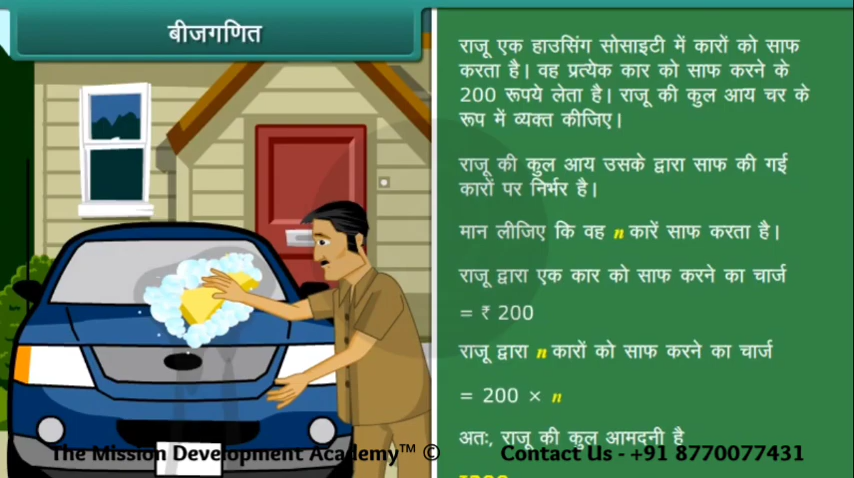 बीजगणित
राजू एक हाउसिंग सोसाइटी में कारों को साफ
करता है। वह प्रत्येक कार को साफ करने के
200 रूपये लेता है। राजू की कुल आय चर के
रूप में व्यक्त कीजिए।
राजू की कुल आय उसके द्वारा साफ की गई
कारों पर निर्भर है।
मान लीजिए कि वह n कारें साफ करता है।
राजू द्वारा एक कार को साफ करने का चार्ज
= ₹ 200
राजू द्वारा n कारों को साफ करने का चार्ज
= 200 × n
अतः, राजू की कुल आमदनी है
The Mission Development Academy™ © Contact Us - +91 8770077431